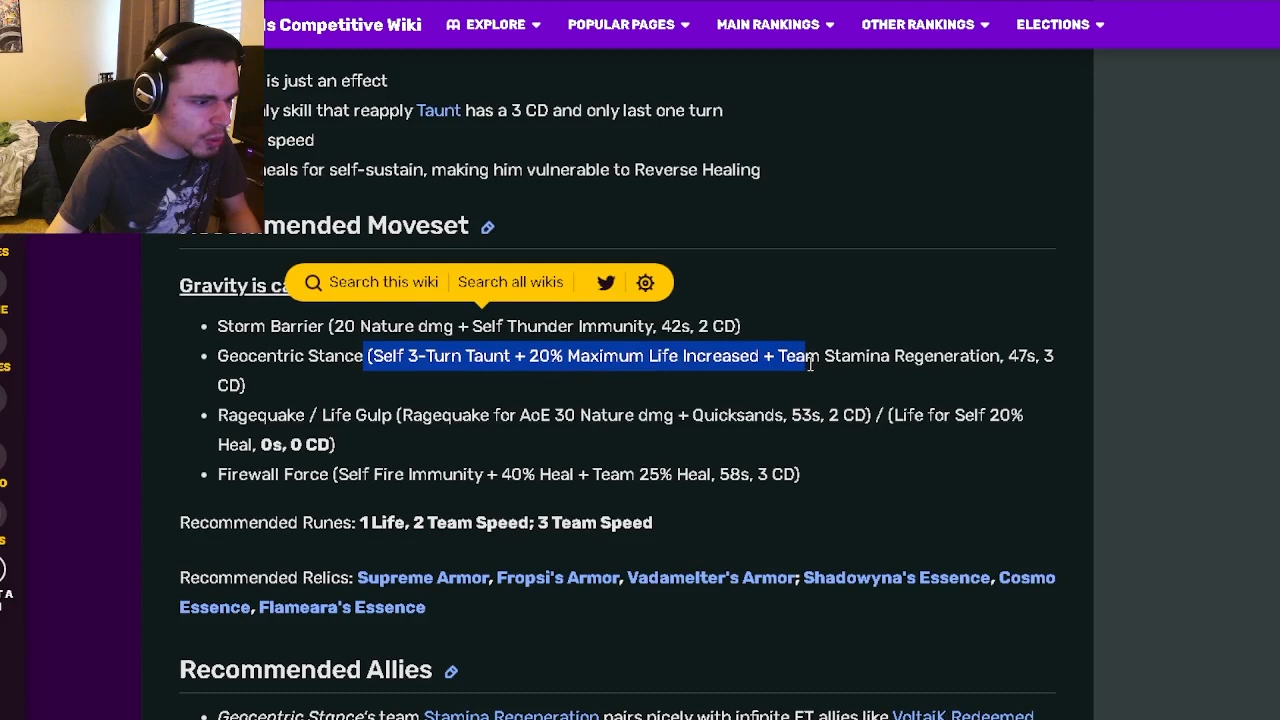 ls Competitive Wiki EXPLORE POPULAR PAGES MAIN RANKINGS OTHER RANKINGS ELECTIONS
is just an effect
skill that reapply Taunt has a 3 CD and only last one turn
speed
for self-sustain, making him vulnerable to Reverse Healing
mended Moveset
Gravity is
Search this wiki Search all wikis
Storm Barrier (20 Nature dmg + Self Thunder Immunity, 42s, 2 CD)
Geocentric Stance (Self 3-Turn Taunt + 20% Maximum Life Increased + Team Stamina Regeneration, 47s, 3
CD)
Ragequake / Life Gulp (Ragequake for AoE 30 Nature dmg + Quicksands, 53s, 2 CD) / (Life for Self 20%
Heal, 0s, 0 CD)
Firewall Force (Self Fire Immunity + 40% Heal + Team 25% Heal, 58s, 3 CD)
Recommended Runes: 1 Life, 2 Team Speed; 3 Team Speed
Recommended Relics: Supreme Armor, Fropsi's Armor, Vadamelter's Armor; Shadowyna's Essence, Cosmo
Essence, Flameara's Essence
Recommended Allies
Geocentric Stance's team Stamina Regeneration pairs nicely with infinite ET allies like VoltaiK Redeemed